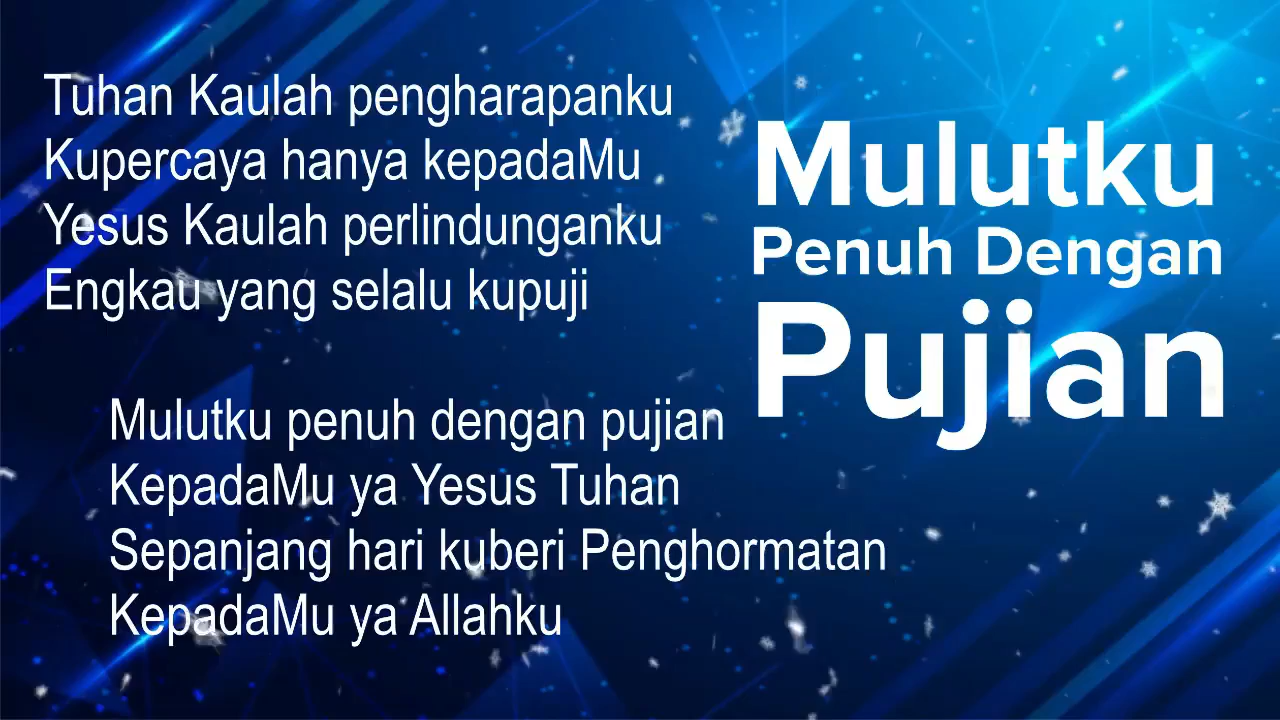 Tuhan Kaulah pengharapanku
Kupercaya hanya kepadaMu
Yesus Kaulah perlindunganku
Engkau yang selalu kupuji
Mulutku penuh dengan pujian
KepadaMu ya Yesus Tuhan
Sepanjang hari kuberi Penghormatan
KepadaMu ya Allahku
Mulutku
Penuh Dengan
Pujian